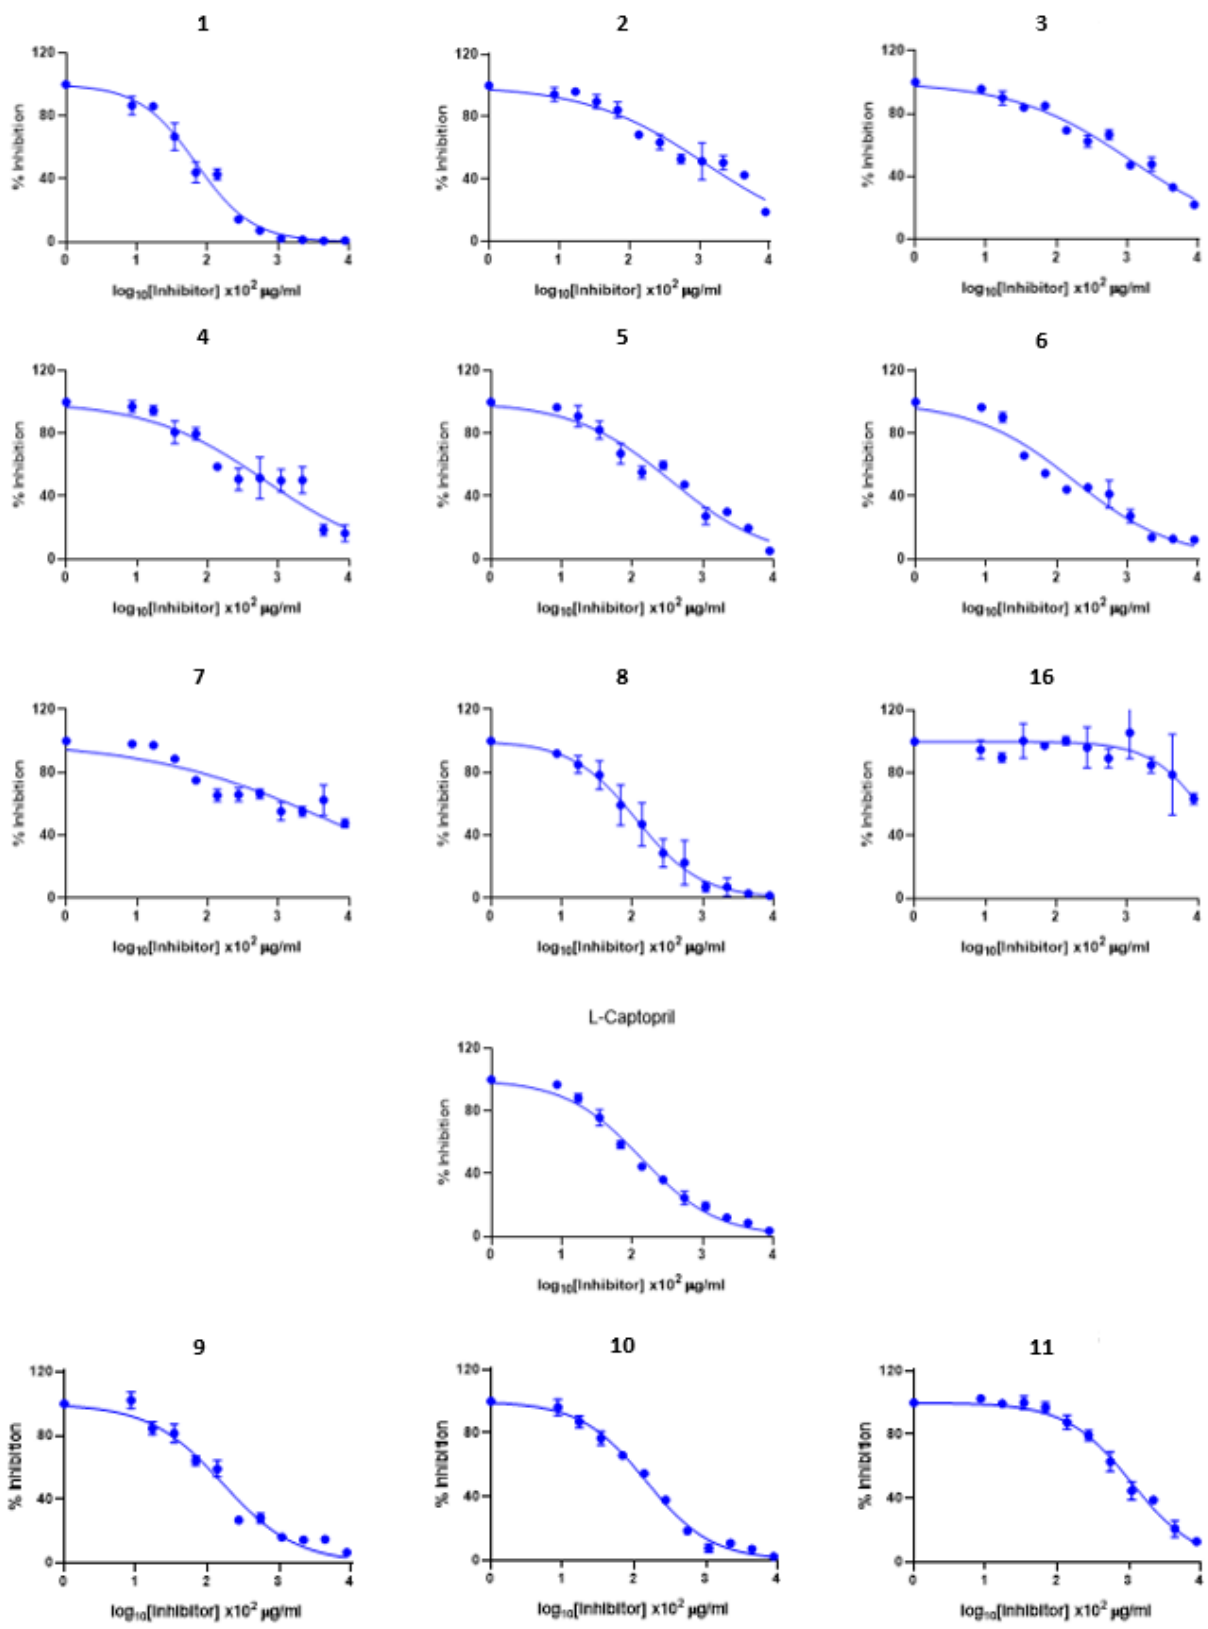 1 2 3
120 120 120
% Inhibition % Inhibition % Inhibition
80 80 80
40 40 40
0 0 0
0 1 2 3 4 0 1 2 3 4 0 1 2 3 4
log10[Inhibitor] x10² µg/ml log10[Inhibitor] x10² µg/ml log10[Inhibitor] x10² µg/ml
4 5 6
120 120 120
% Inhibition % Inhibition % Inhibition
80 80 80
40 40 40
0 0 0
0 1 2 3 4 0 1 2 3 4 0 1 2 3 4
log10[Inhibitor] x10² µg/ml log10[Inhibitor] x10² µg/ml log10[Inhibitor] x10² µg/ml
7 8 16
120 120 120
% Inhibition % Inhibition % Inhibition
80 80 80
40 40 40
0 0 0
0 1 2 3 4 0 1 2 3 4 0 1 2 3 4
log10[Inhibitor] x10² µg/ml log10[Inhibitor] x10² µg/ml log10[Inhibitor] x10² µg/ml
L-Captopril
120
% Inhibition
80
40
0
0 1 2 3 4
log10[Inhibitor] x10² µg/ml
9 10 11
120 120 120
% Inhibition % Inhibition % Inhibition
80 80 80
40 40 40
0 0 0
0 1 2 3 4 0 1 2 3 4 0 1 2 3 4
log10[Inhibitor] x10² µg/ml log10[Inhibitor] x10² µg/ml log10[Inhibitor] x10² µg/ml